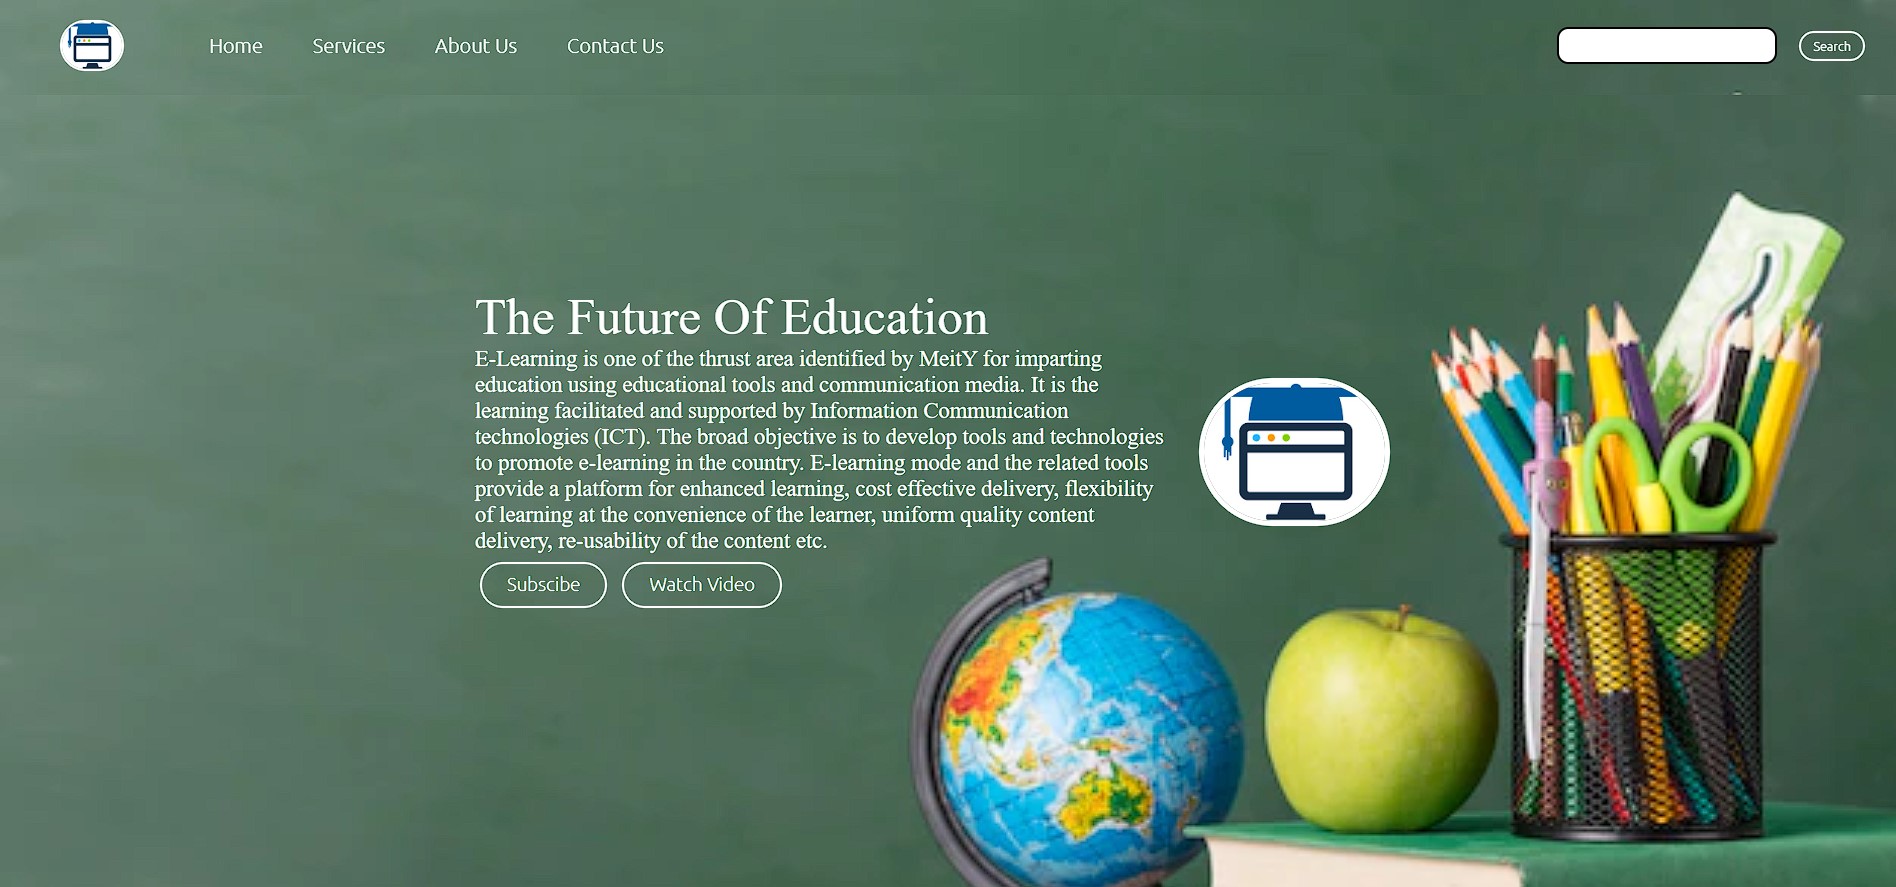 Home Services About Us Contact Us Search
The Future Of Education
E-Learning is one of the thrust area identified by MeitY for imparting
education using educational tools and communication media. It is the
learning facilitated and supported by Information Communication
technologies (ICT). The broad objective is to develop tools and technologies
to promote e-learning in the country. E-learning mode and the related tools
provide a platform for enhanced learning, cost effective delivery, flexibility
of learning at the convenience of the learner, uniform quality content
delivery, re-usability of the content etc.
Subscibe Watch Video